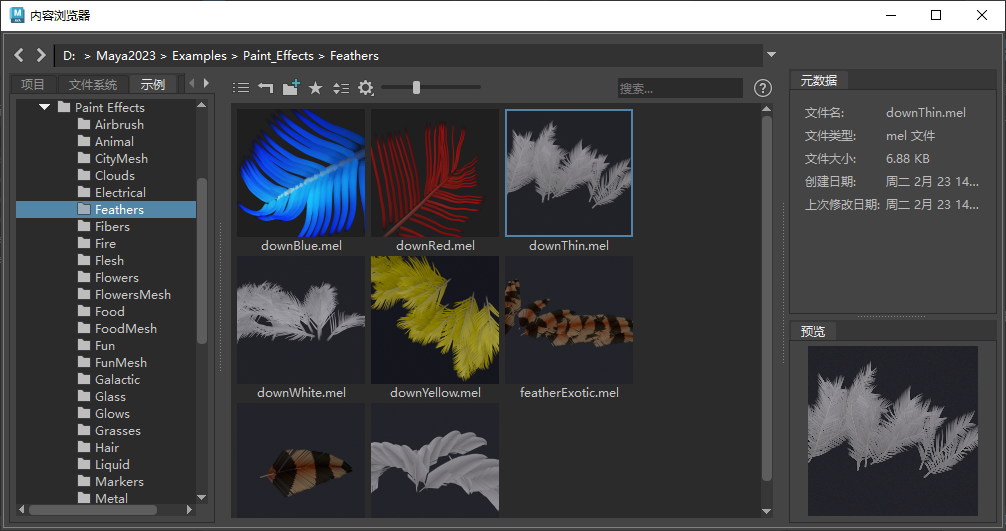 内容浏览器
D: > Maya2023 > Examples > Paint_Effects > Feathers
项目 文件系统 示例
搜索...
Paint Effects
Airbrush
Animal
CityMesh
Clouds
Electrical
Feathers
Fibers
Fire
Flesh
Flowers
FlowersMesh
Food
FoodMesh
Fun
FunMesh
Galactic
Glass
Glows
Grasses
Hair
Liquid
Markers
Metal
downBlue.mel
downRed.mel
downThin.mel
downWhite.mel
downYellow.mel
featherExotic.mel
元数据
文件名: downThin.mel
文件类型: mel 文件
文件大小: 6.88 KB
创建日期: 周二 2月 23 14...
上次修改日期: 周二 2月 23 14...
预览